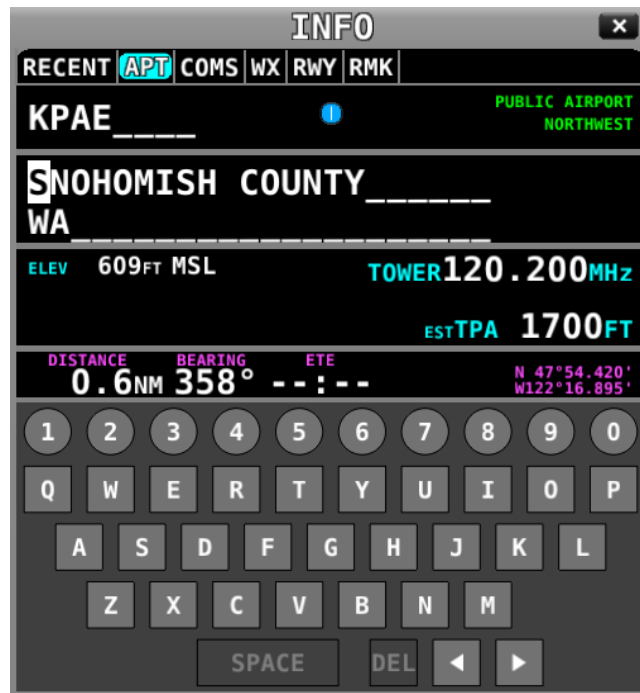 INFO
RECENT APT COMS WX RWY RMK
KPAE____
PUBLIC AIRPORT
NORTHWEST
SNOHOMISH COUNTY______
WA____________________
ELEV 609FT MSL
TOWER120.200MHz
ESTTPA 1700FT
DISTANCE BEARING ETE
0.6NM 358° --:--
N 47°54.420'
W122°16.895'
1 2 3 4 5 6 7 8 9 0
Q W E R T Y U I O P
A S D F G H J K L
Z X C V B N M
SPACE DEL